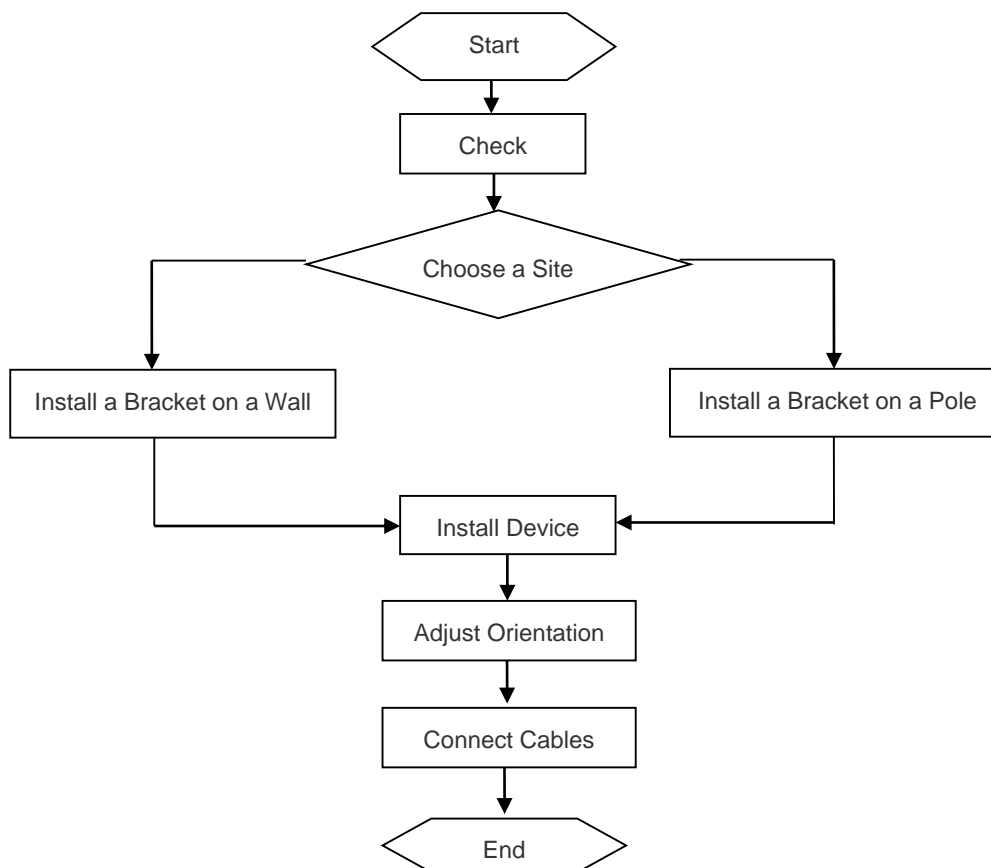 Start
Check
Choose a Site
Install a Bracket on a Wall
Install a Bracket on a Pole
Install Device
Adjust Orientation
Connect Cables
End